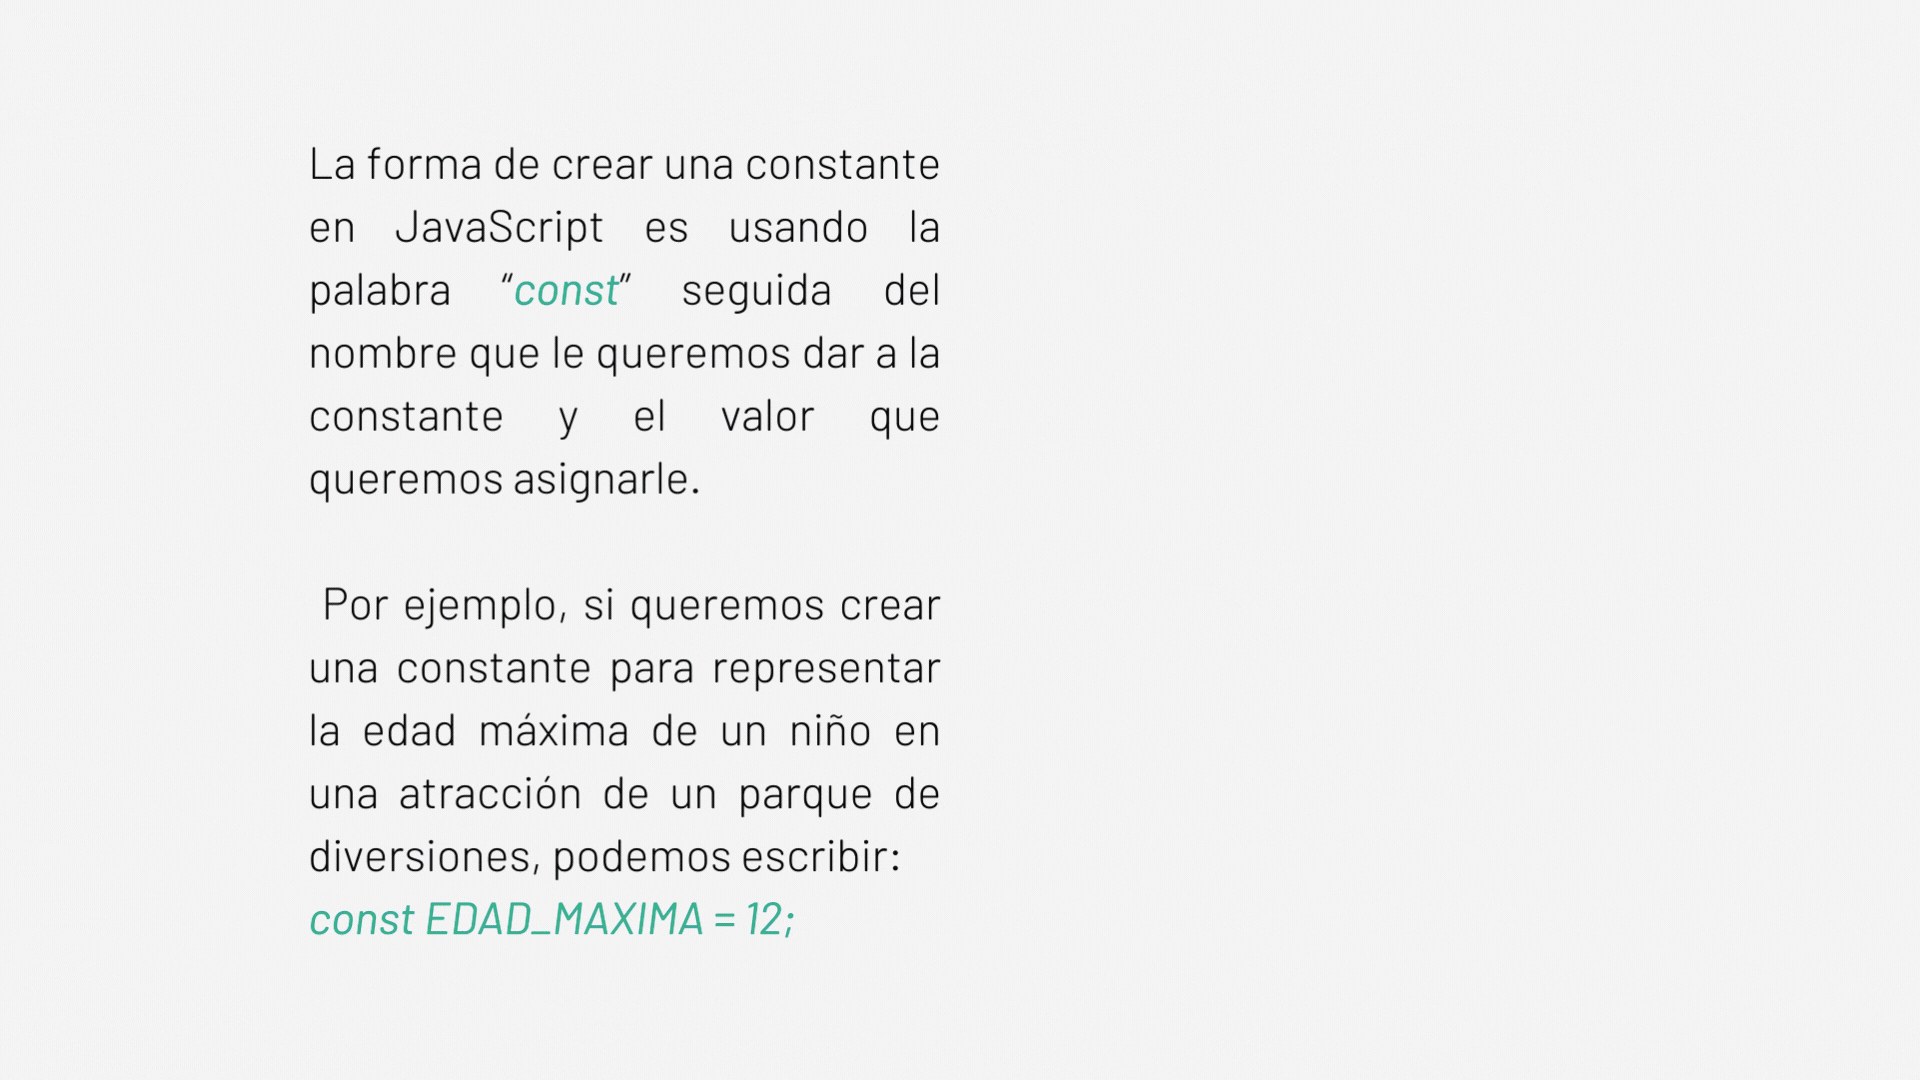 La forma de crear una constante
en JavaScript es usando la
palabra “const” seguida del
nombre que le queremos dar a la
constante y el valor que
queremos asignarle.
Por ejemplo, si queremos crear
una constante para representar
la edad máxima de un niño en
una atracción de un parque de
diversiones, podemos escribir:
const EDAD_MAXIMA = 12;